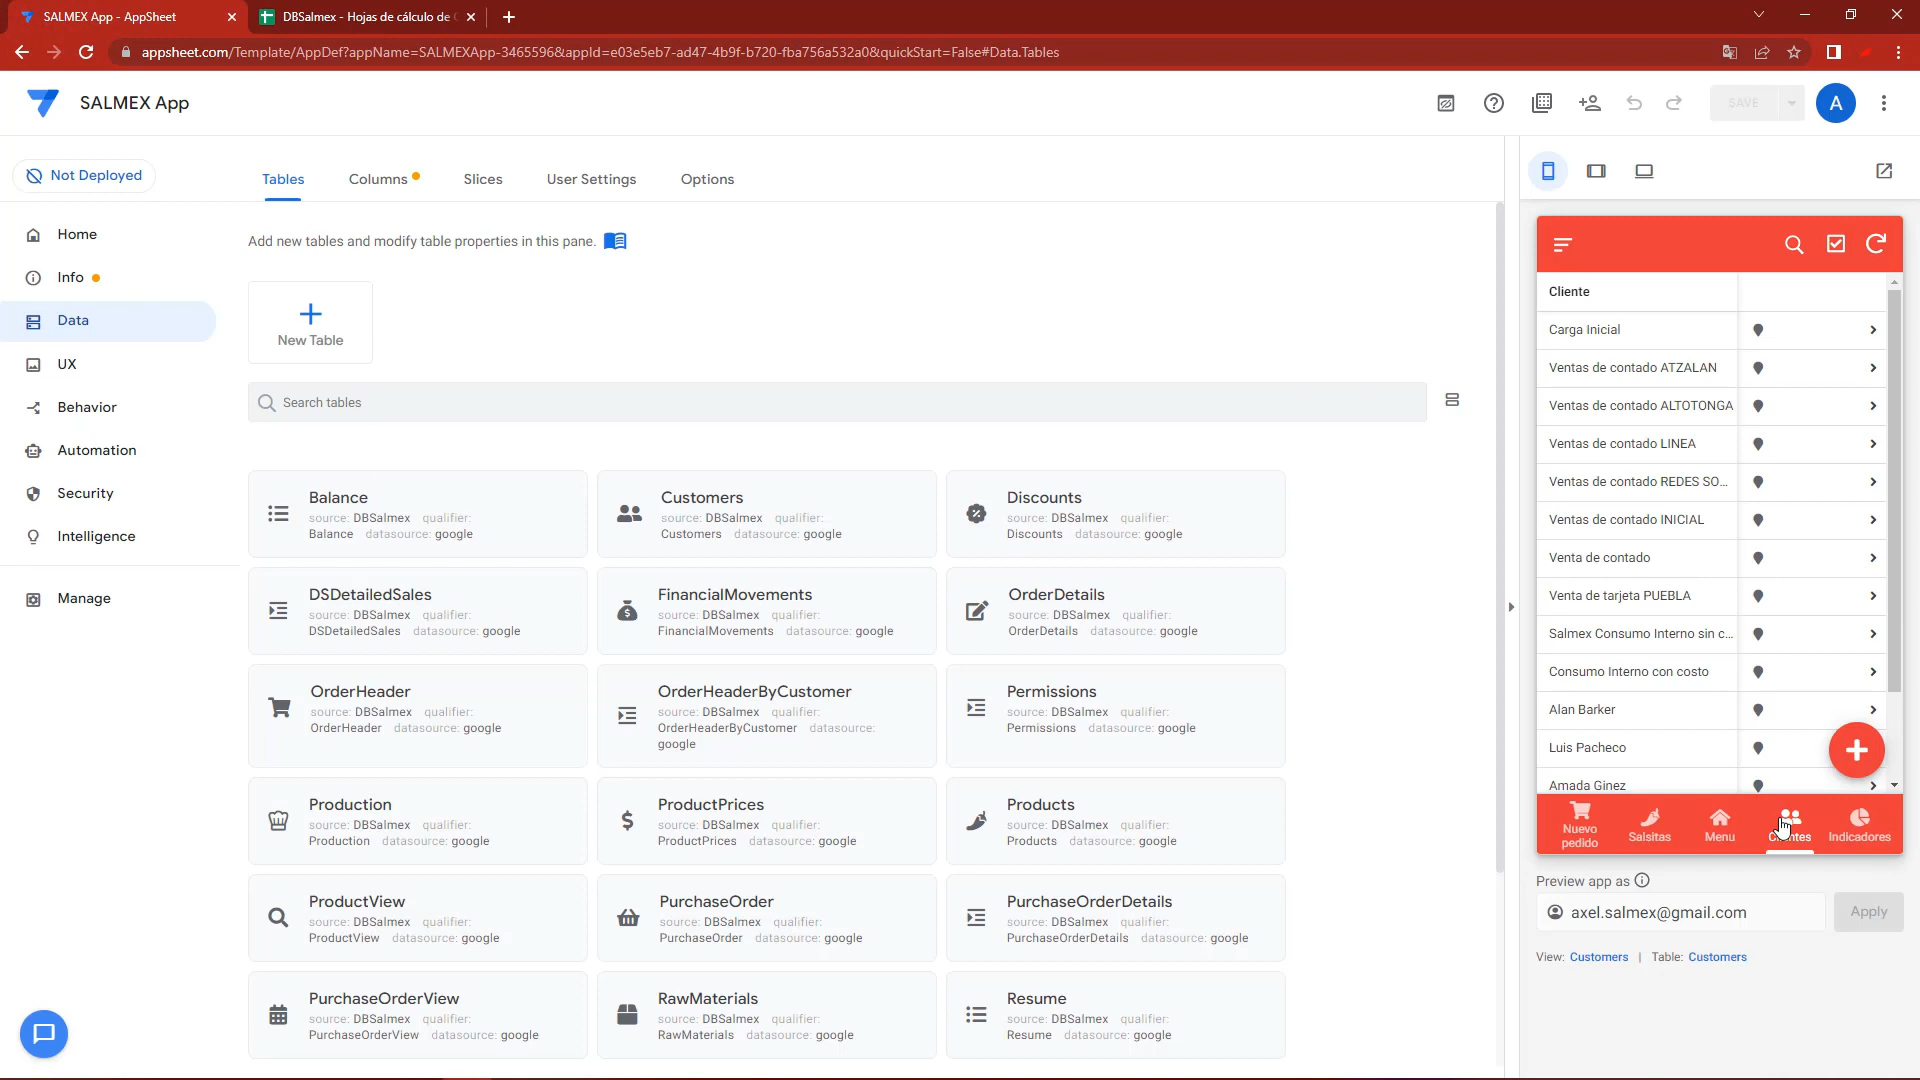 SALMEX App - AppSheet
DBSalmex - Hojas de cálculo de
appsheet.com/Template/AppDef?appName=SALMEXApp-3465596&appId=e03e5eb7-ad47-4b9f-b720-fba756a532a0&quickStart=False#Data.Tables
SALMEX App
SAVE
A
Not Deployed
Home
Info
Data
UX
Behavior
Automation
Security
Intelligence
Manage
Tables
Columns
Slices
User Settings
Options
Add new tables and modify table properties in this pane.
New Table
Search tables
Balance
source: DBSalmex qualifier:
Balance datasource: google
Customers
source: DBSalmex qualifier:
Customers datasource: google
Discounts
source: DBSalmex qualifier:
Discounts datasource: google
DSDetailedSales
source: DBSalmex qualifier:
DSDetailedSales datasource: google
FinancialMovements
source: DBSalmex qualifier:
FinancialMovements datasource: google
OrderDetails
source: DBSalmex qualifier:
OrderDetails datasource: google
OrderHeader
source: DBSalmex qualifier:
OrderHeader datasource: google
OrderHeaderByCustomer
source: DBSalmex qualifier:
OrderHeaderByCustomer datasource:
google
Permissions
source: DBSalmex qualifier:
Permissions datasource: google
Production
source: DBSalmex qualifier:
Production datasource: google
ProductPrices
source: DBSalmex qualifier:
ProductPrices datasource: google
Products
source: DBSalmex qualifier:
Products datasource: google
ProductView
source: DBSalmex qualifier:
ProductView datasource: google
PurchaseOrder
source: DBSalmex qualifier:
PurchaseOrder datasource: google
PurchaseOrderDetails
source: DBSalmex qualifier:
PurchaseOrderDetails datasource: google
PurchaseOrderView
source: DBSalmex qualifier:
PurchaseOrderView datasource: google
RawMaterials
source: DBSalmex qualifier:
RawMaterials datasource: google
Resume
source: DBSalmex qualifier:
Resume datasource: google
Cliente
Carga Inicial
Ventas de contado ATZALAN
Ventas de contado ALTOTONGA
Ventas de contado LINEA
Ventas de contado REDES SO...
Ventas de contado INICIAL
Venta de contado
Venta de tarjeta PUEBLA
Salmex Consumo Interno sin c...
Consumo Interno con costo
Alan Barker
Luis Pacheco
Amada Ginez
Nuevo
pedido
Salsitas
Menu
Clientes
Indicadores
Preview app as
axel.salmex@gmail.com
Apply
View: Customers | Table: Customers